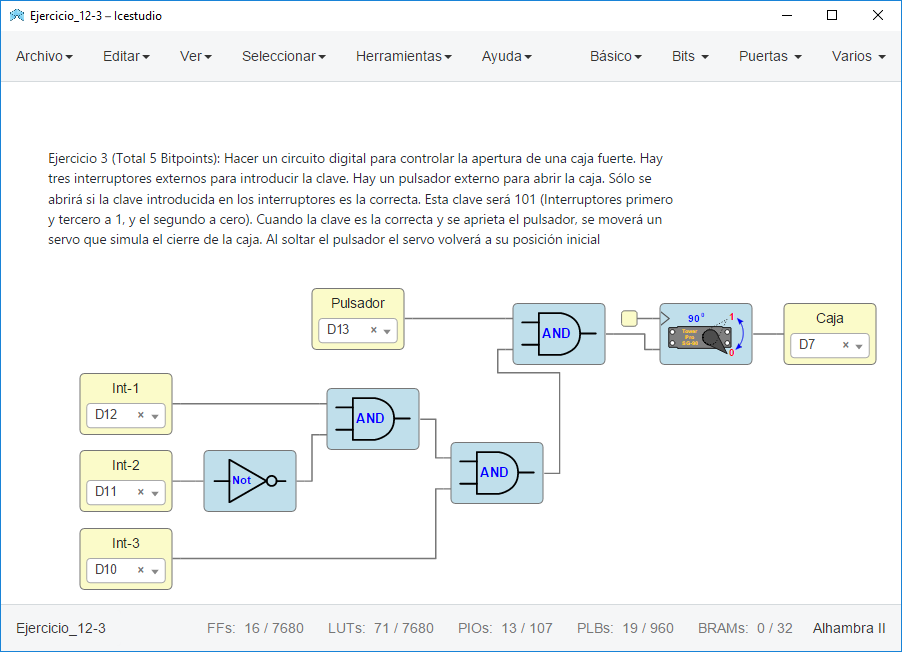 Ejercicio_12-3 – Icestudio
Archivo Editar Ver Seleccionar Herramientas Ayuda Básico Bits Puertas Varios
Ejercicio 3 (Total 5 Bitpoints): Hacer un circuito digital para controlar la apertura de una caja fuerte. Hay
tres interruptores externos para introducir la clave. Hay un pulsador externo para abrir la caja. Sólo se
abrirá si la clave introducida en los interruptores es la correcta. Esta clave será 101 (Interruptores primero
y tercero a 1, y el segundo a cero). Cuando la clave es la correcta y se aprieta el pulsador, se moverá un
servo que simula el cierre de la caja. Al soltar el pulsador el servo volverá a su posición inicial
Pulsador
D13
AND
90º
1
Tower
Pro
SG-90
0
Caja
D7
Int-1
D12
AND
Int-2
D11
Not
AND
Int-3
D10
Ejercicio_12-3 FFs: 16 / 7680 LUTs: 71 / 7680 PIOs: 13 / 107 PLBs: 19 / 960 BRAMs: 0 / 32 Alhambra II